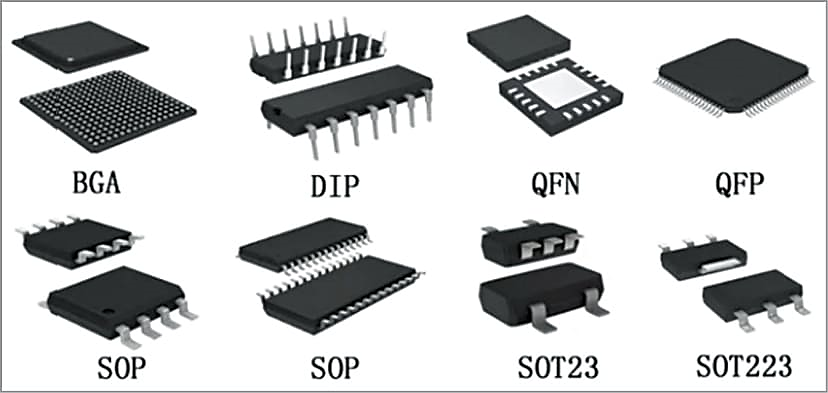 BGA
DIP
QFN
QFP
SOP
SOP
SOT23
SOT223